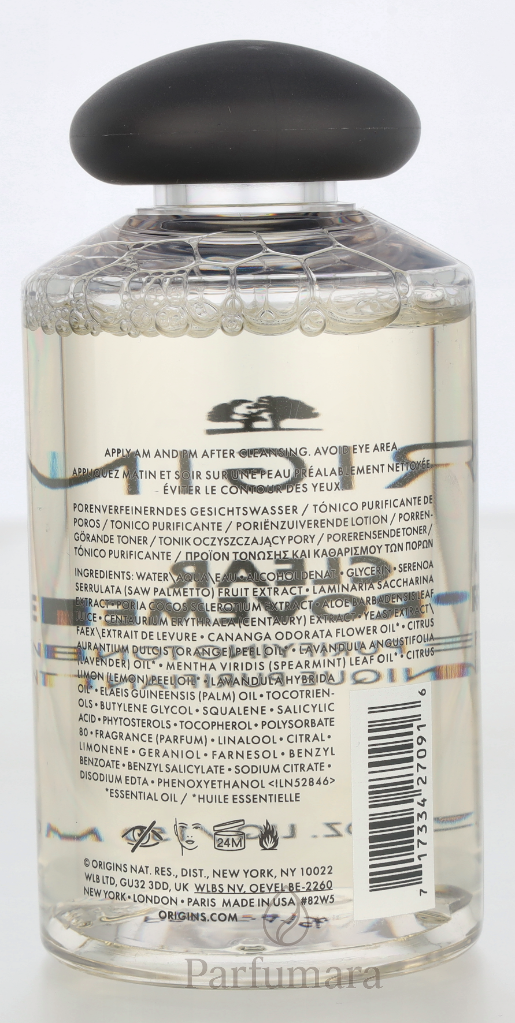 APPLY AM AND PM AFTER CLEANSING. AVOID EYE AREA
APPLIQUEZ MATIN ET SOIR SUR UNE PEAU PRÉALABLEMENT NETTOYÉE.
ÉVITER LE CONTOUR DES YEUX
PORENVERFEINERNDES GESICHTSWASSER / TÓNICO PURIFICANTE DE
POROS / TONICO PURIFICANTE / PORIËNZUIVERENDE LOTION / PORREN-
GÖRANDE TONER / TONIK OCZYSZCZAJĄCY PORY / PORERENSENDETONER /
TÓNICO PURIFICANTE / ΠΡΟΪΟΝ ΤΟΝΩΣΗΣ ΚΑΙ ΚΑΘΑΡΙΣΜΟΥ ΤΩΝ ΠΟΡΩΝ
CLEAR
INGREDIENTS: WATER\AQUA\EAU • ALCOHOL DENAR • GLYCERIN • SERENOA
SERRULATA (SAW PALMETTO) FRUIT EXTRACT • LAMINARIA SACCHARINA
EXTRACT • PORIA COCOS SCLEROTIUM EXTRACT • ALOE BARBADENSIS LEAF
JUICE • CENTAURIUM ERYTHRAEA (CENTAURY) EXTRACT • YEAST EXTRACT\
FAEX\EXTRAIT DE LEVURE • CANANGA ODORATA FLOWER OIL* • CITRUS
AURANTIUM DULCIS (ORANGE) PEEL OIL* • LAVANDULA ANGUSTIFOLIA
(LAVENDER) OIL* • MENTHA VIRIDIS (SPEARMINT) LEAF OIL* • CITRUS
LIMON (LEMON) PEEL OIL* • LAVANDULA HYBRIDA
OIL* • ELAEIS GUINEENSIS (PALM) OIL • TOCOTRIEN-
OLS • BUTYLENE GLYCOL • SQUALENE • SALICYLIC
ACID • PHYTOSTEROLS • TOCOPHEROL • POLYSORBATE
80 • FRAGRANCE (PARFUM) • LINALOOL • CITRAL •
LIMONENE • GERANIOL • FARNESOL • BENZYL
BENZOATE • BENZYL SALICYLATE • SODIUM CITRATE •
DISODIUM EDTA • PHENOXYETHANOL <ILN52846>
*ESSENTIAL OIL / *HUILE ESSENTIELLE
24M
© ORIGINS NAT. RES., DIST., NEW YORK, NY 10022
WLB LTD, GU32 3DD, UK WLBS NV, OEVEL BE-2260
NEW YORK • LONDON • PARIS MADE IN USA #82W5
ORIGINS.COM
7 17334 27091 6
Parfumara